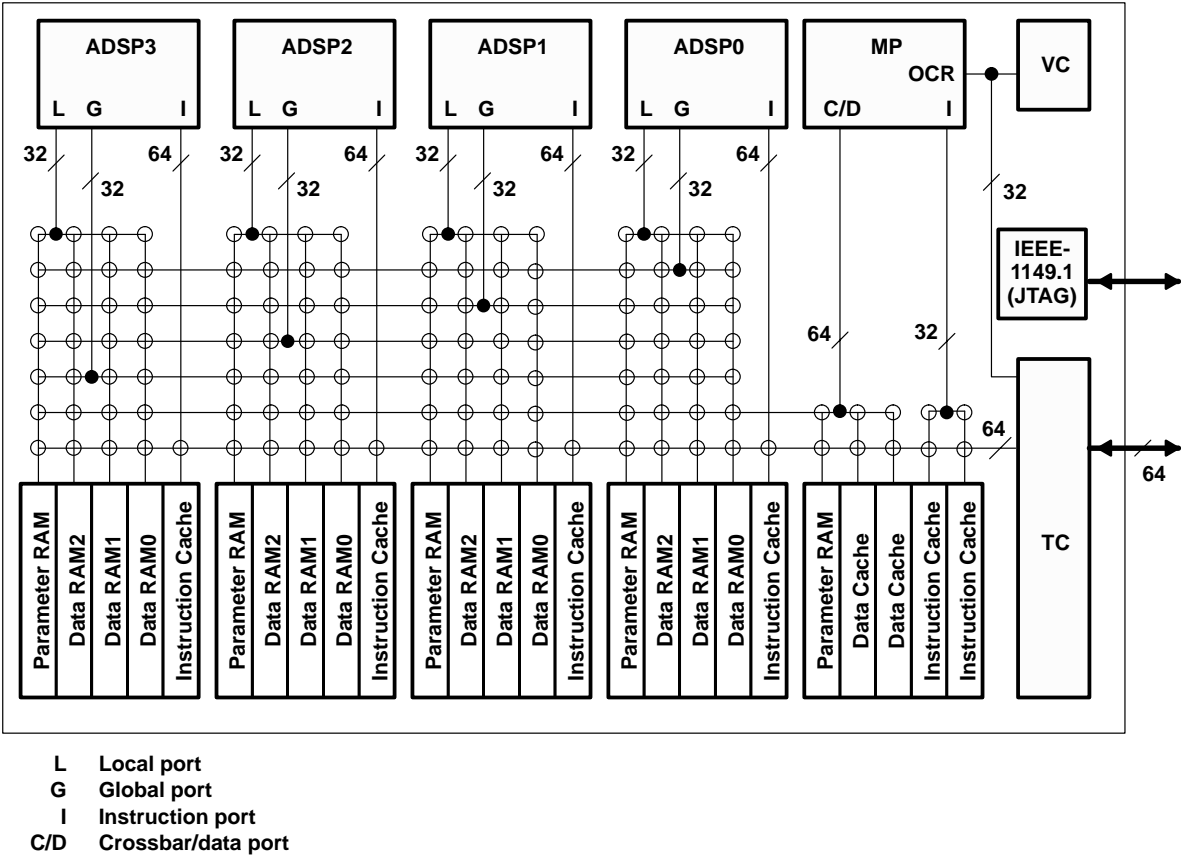 ADSP3 ADSP2 ADSP1 ADSP0 MP VC
OCR
L G I L G I L G I L G I C/D I
32 64 32 64 32 64 32 64
32 32 32 32 32
IEEE-
1149.1
(JTAG)
64 32
64
64
TC
Parameter RAM
Data RAM2
Data RAM1
Data RAM0
Instruction Cache
Parameter RAM
Data RAM2
Data RAM1
Data RAM0
Instruction Cache
Parameter RAM
Data RAM2
Data RAM1
Data RAM0
Instruction Cache
Parameter RAM
Data RAM2
Data RAM1
Data RAM0
Instruction Cache
Parameter RAM
Data Cache
Data Cache
Instruction Cache
Instruction Cache
L Local port
G Global port
I Instruction port
C/D Crossbar/data port